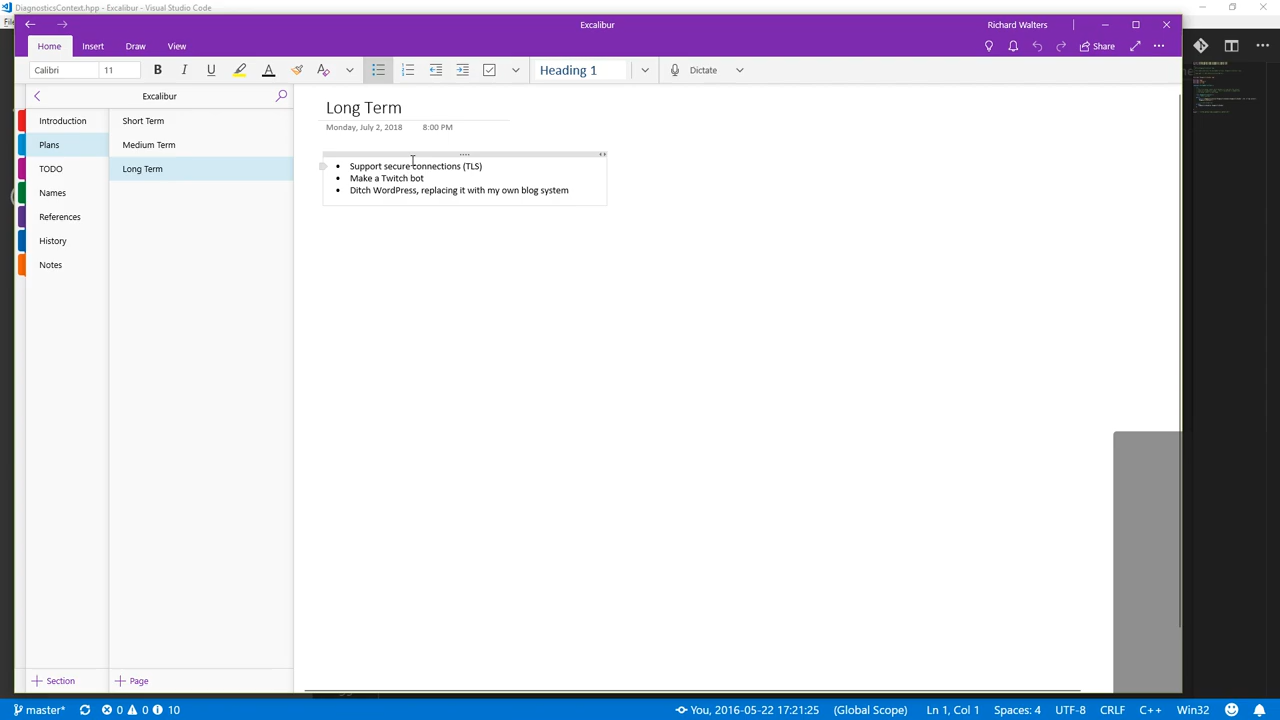 DiagnosticsContext.hpp - Excalibur - Visual Studio Code
File
Excalibur
Richard Walters
Home
Insert
Draw
View
Share
Calibri
11
B
I
U
A
Heading 1
Dictate
Excalibur
Introduction
Plans
TODO
Names
References
History
Notes
Short Term
Medium Term
Long Term
Long Term
Monday, July 2, 2018
8:00 PM
• Support secure connections (TLS)
• Make a Twitch bot
• Ditch WordPress, replacing it with my own blog system
Section
Page
master*
0
0
10
You, 2016-05-22 17:21:25
(Global Scope)
Ln 1, Col 1
Spaces: 4
UTF-8
CRLF
C++
Win32